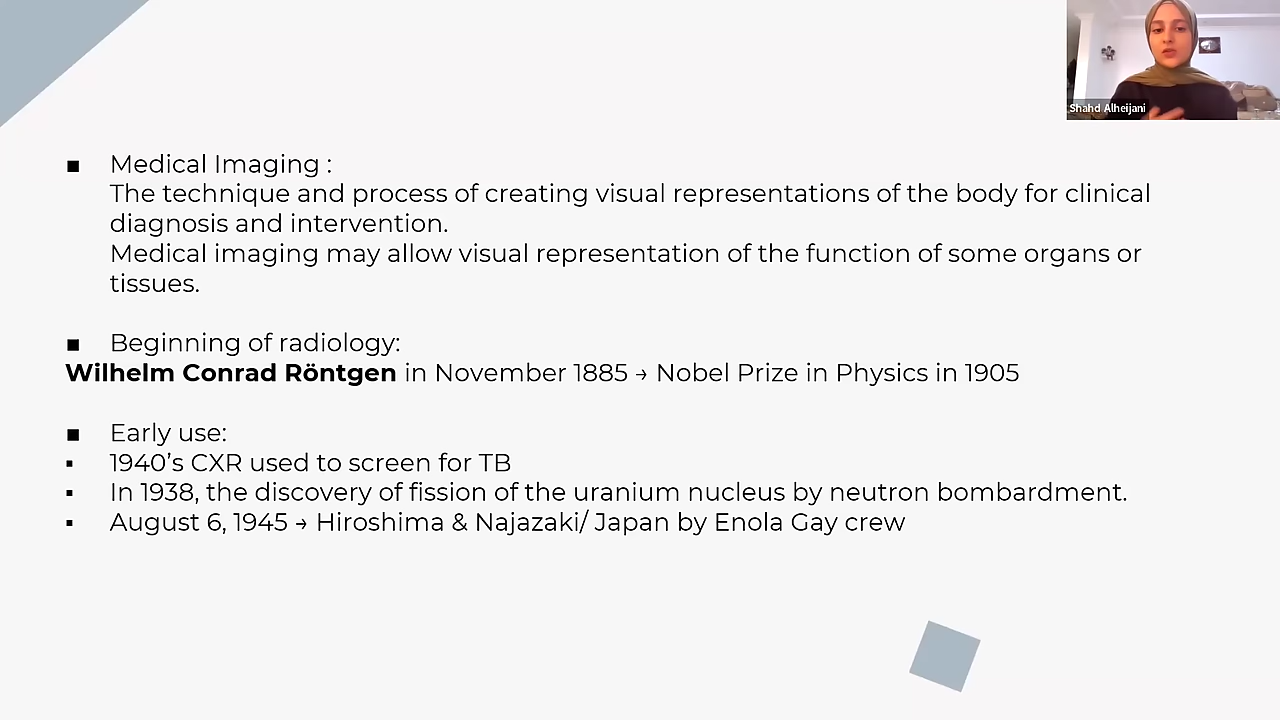 Shahd Alheijani
■ Medical Imaging :
The technique and process of creating visual representations of the body for clinical
diagnosis and intervention.
Medical imaging may allow visual representation of the function of some organs or
tissues.
■ Beginning of radiology:
Wilhelm Conrad Röntgen in November 1885 → Nobel Prize in Physics in 1905
■ Early use:
▪ 1940’s CXR used to screen for TB
▪ In 1938, the discovery of fission of the uranium nucleus by neutron bombardment.
▪ August 6, 1945 → Hiroshima & Najazaki/ Japan by Enola Gay crew